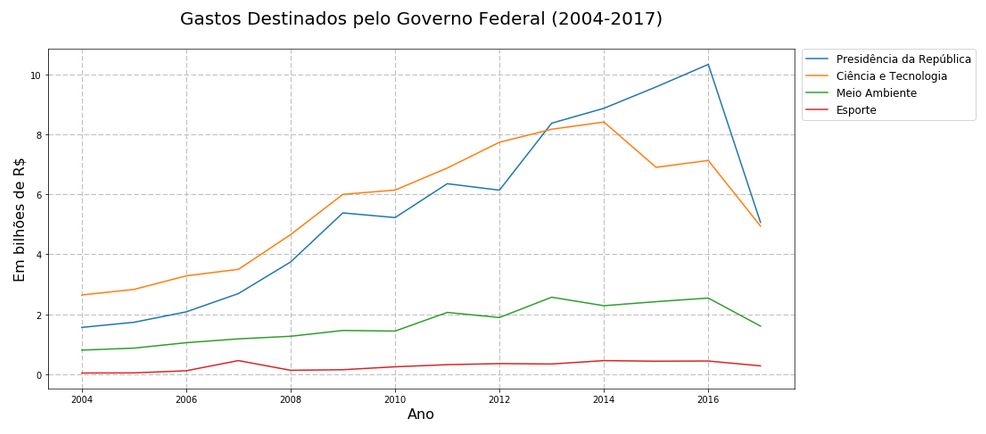 Gastos Destinados pelo Governo Federal (2004-2017)
Presidência da República
Ciência e Tecnologia
Meio Ambiente
Esporte
Em bilhões de R$
10
8
6
4
2
0
2004 2006 2008 2010 2012 2014 2016
Ano